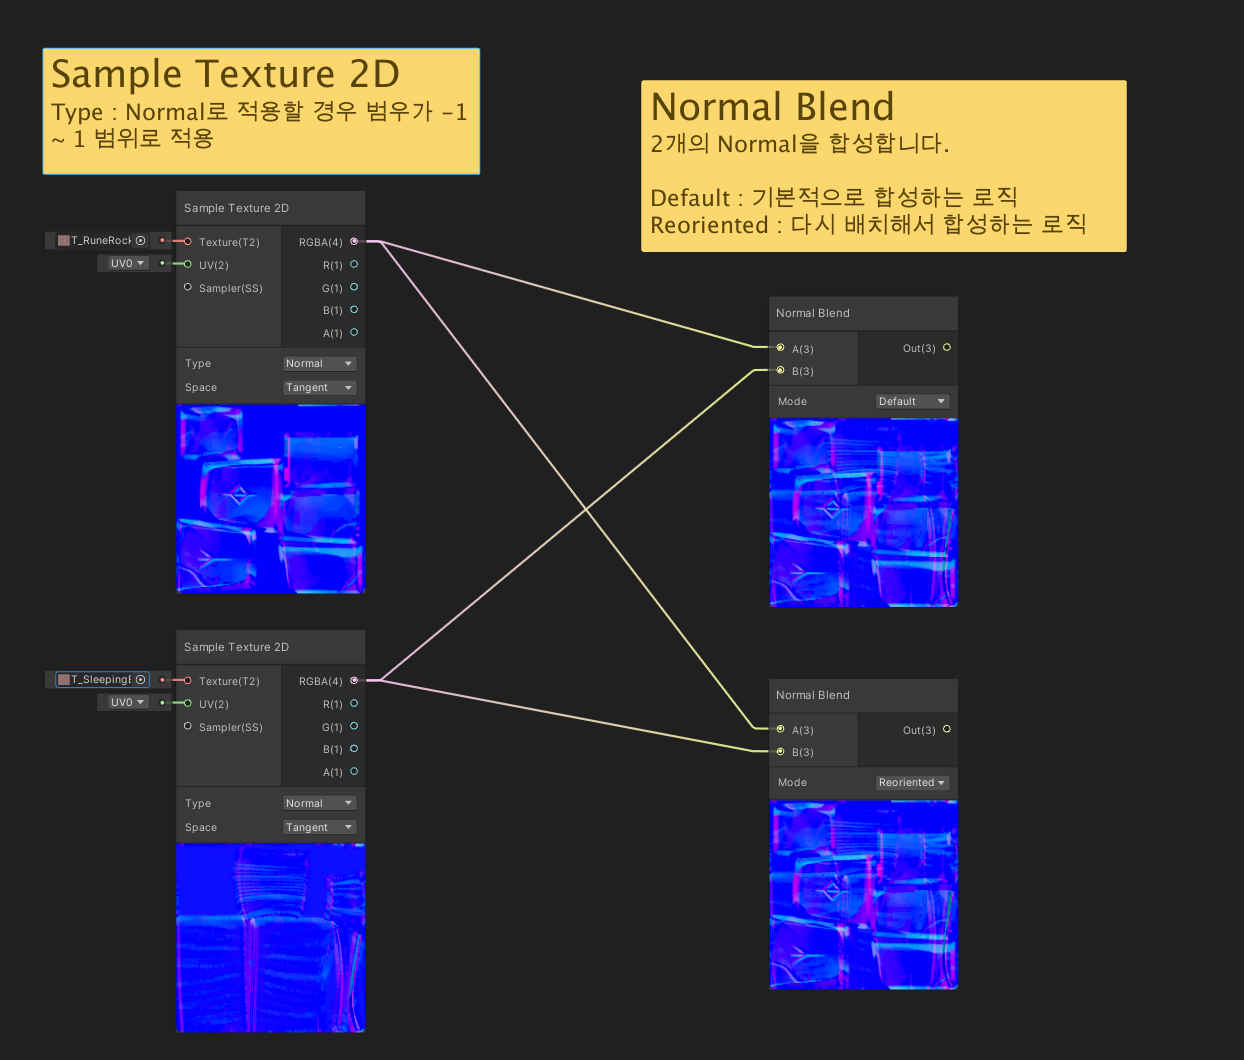 Sample Texture 2D
Type : Normal로 적용할 경우 범우가 -1
~ 1 범위로 적용
Normal Blend
2개의 Normal을 합성합니다.
Default : 기본적으로 합성하는 로직
Reoriented : 다시 배치해서 합성하는 로직
Sample Texture 2D
T_RuneRock
Texture(T2)
RGBA(4)
UV0
UV(2)
R(1)
Sampler(SS)
G(1)
B(1)
A(1)
Type
Normal
Space
Tangent
Normal Blend
A(3)
Out(3)
B(3)
Mode
Default
Sample Texture 2D
T_SleepingB
Texture(T2)
RGBA(4)
UV0
UV(2)
R(1)
Sampler(SS)
G(1)
B(1)
A(1)
Type
Normal
Space
Tangent
Normal Blend
A(3)
Out(3)
B(3)
Mode
Reoriented